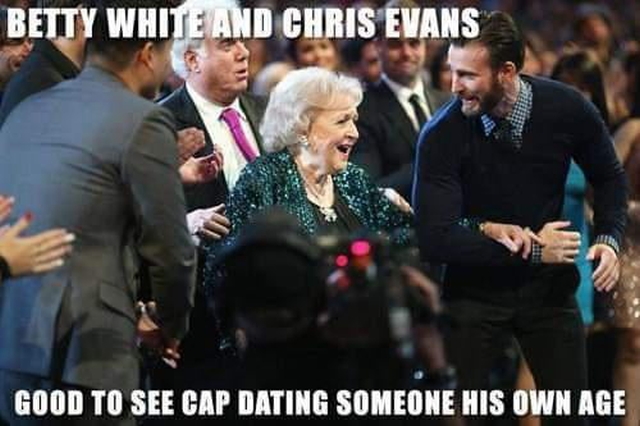 BETTY WHITE AND CHRIS EVANS
GOOD TO SEE CAP DATING SOMEONE HIS OWN AGE